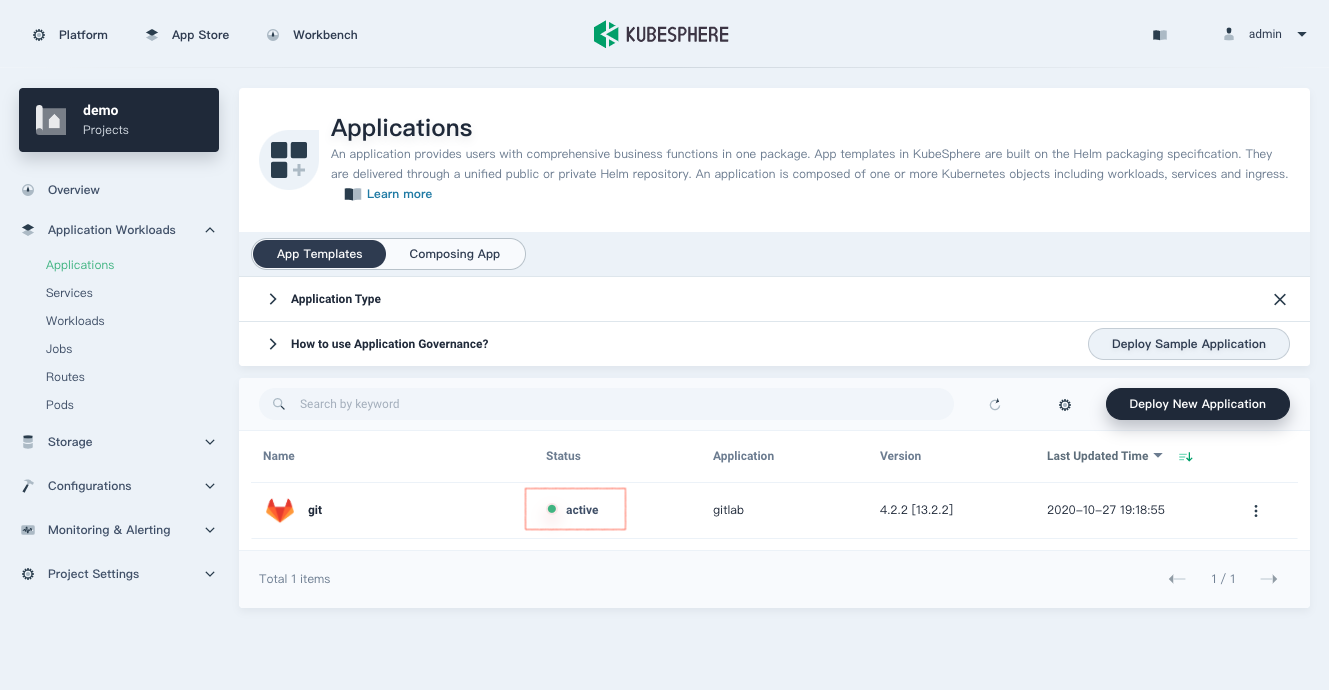 Platform
App Store
Workbench
KUBESPHERE
admin
demo
Projects
Overview
Application Workloads
Applications
Services
Workloads
Jobs
Routes
Pods
Storage
Configurations
Monitoring & Alerting
Project Settings
Applications
An application provides users with comprehensive business functions in one package. App templates in KubeSphere are built on the Helm packaging specification. They
are delivered through a unified public or private Helm repository. An application is composed of one or more Kubernetes objects including workloads, services and ingress.
Learn more
App Templates
Composing App
Application Type
How to use Application Governance?
Deploy Sample Application
Search by keyword
Deploy New Application
Name Status Application Version Last Updated Time
git active gitlab 4.2.2 [13.2.2] 2020-10-27 19:18:55
Total 1 items
1 / 1